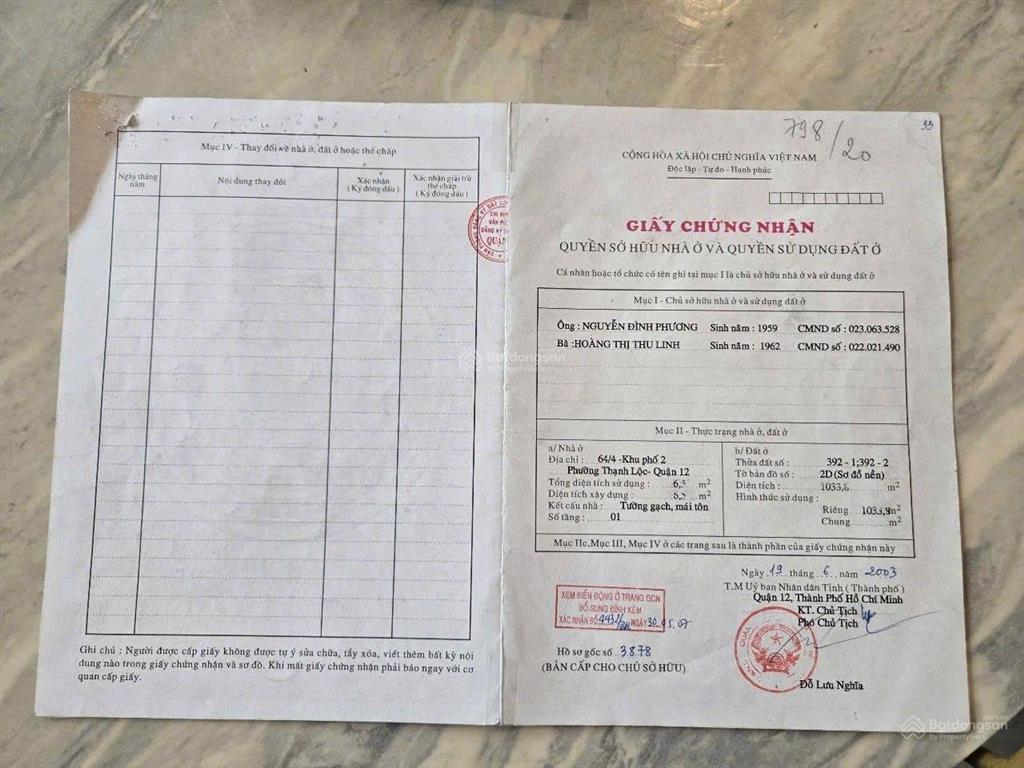 Mục IV - Thay đổi về nhà ở, đất ở hoặc thế chấp
Ngày tháng năm
Nội dung thay đổi
Xác nhận (Ký đóng dấu)
Xác nhận giải trừ thế chấp (Ký đóng dấu)
Ghi chú : Người được cấp giấy không được tự ý sửa chữa, tẩy xóa, viết thêm bất kỳ nội
dung nào trong giấy chứng nhận và sơ đồ. Khi mất giấy chứng nhận phải báo ngay với cơ
quan cấp giấy.
798/20
33
CỘNG HÒA XÃ HỘI CHỦ NGHĨA VIỆT NAM
Độc lập - Tự do - Hạnh phúc
GIẤY CHỨNG NHẬN
QUYỀN SỞ HỮU NHÀ Ở VÀ QUYỀN SỬ DỤNG ĐẤT Ở
Cá nhân hoặc tổ chức có tên ghi tại mục I là chủ sở hữu nhà ở và sử dụng đất ở
Mục I - Chủ sở hữu nhà ở và sử dụng đất ở
Ông : NGUYỄN ĐÌNH PHƯƠNG Sinh năm : 1959 CMND số : 023.063.528
Bà :HOÀNG THỊ THU LINH Sinh năm : 1962 CMND số : 022.021.490
Mục II - Thực trạng nhà ở, đất ở
a/ Nhà ở
Địa chỉ : 64/4 -Khu phố 2
Phường Thạnh Lộc- Quận 12
Tổng diện tích sử dụng : m2
Diện tích xây dựng : m2
Kết cấu nhà : Tường gạch, mái tôn
Số tầng : 01
b/ Đất ở
Thửa đất số : 392 - 1;392 - 2
Tờ bản đồ số : 2D(Sơ đồ nền)
Diện tích : m2
Hình thức sử dụng :
Riêng m2
Chung m2
Mục IIc,Mục III, Mục IV ở các trang sau là thành phần của giấy chứng nhận này
Ngày 19 tháng 6 năm 2003
T.M Uỷ ban Nhân dân Tỉnh ( Thành phố )
Quận 12, Thành Phố Hồ Chí Minh
KT. Chủ Tịch
Phó Chủ Tịch
XEM BIẾN ĐỘNG Ở TRANG GCN
BỔ SUNG ĐÍNH KÈM
XÁC NHẬN SỐ NGÀY 30.05.07
Hồ sơ gốc số 3878
(BẢN CẤP CHO CHỦ SỞ HỮU)
Đỗ Lưu Nghĩa
Batdongsan
Batdongsan
by PropertyGuru